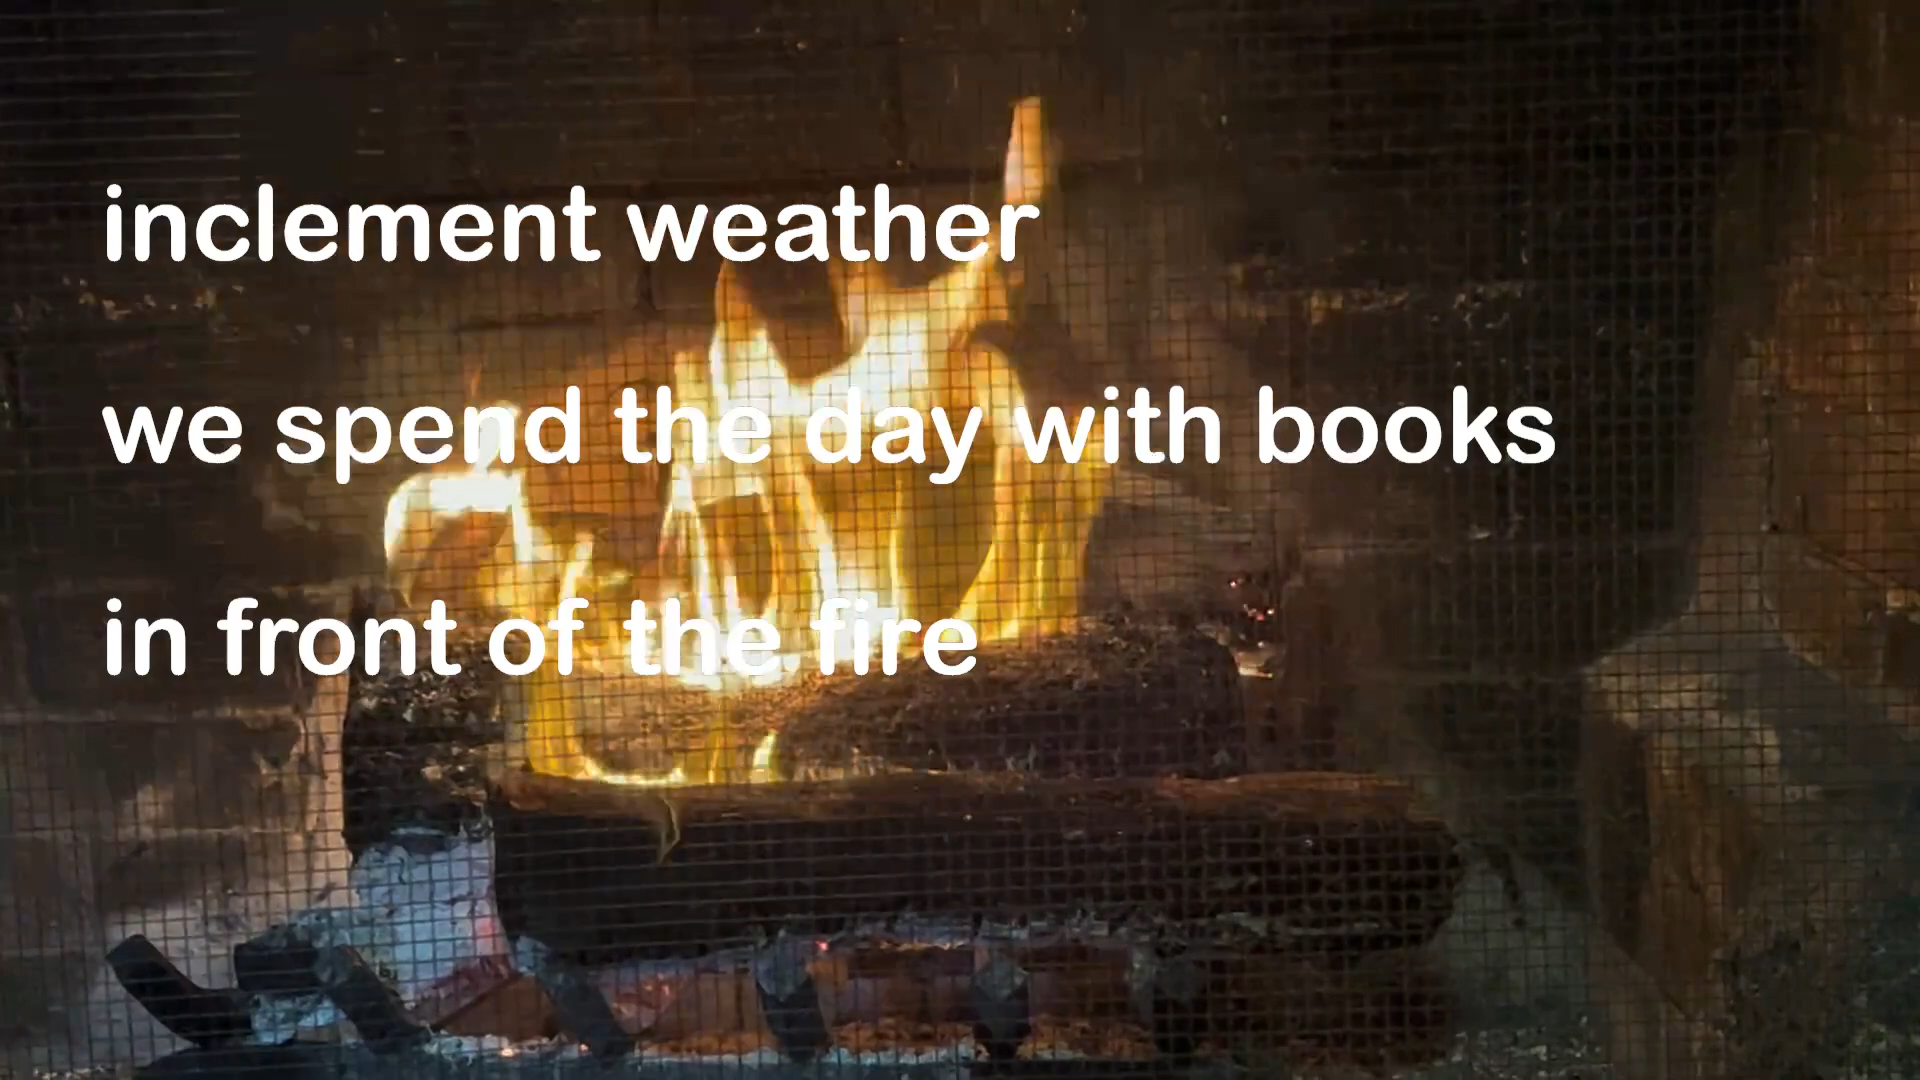 inclement weather
we spend the day with books
in front of the fire